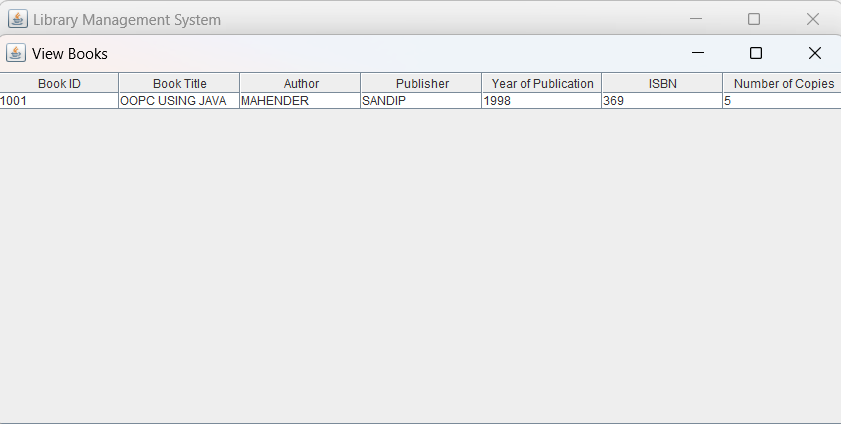 Library Management System
View Books
Book ID Book Title Author Publisher Year of Publication ISBN Number of Copies
1001 OOPC USING JAVA MAHENDER SANDIP 1998 369 5